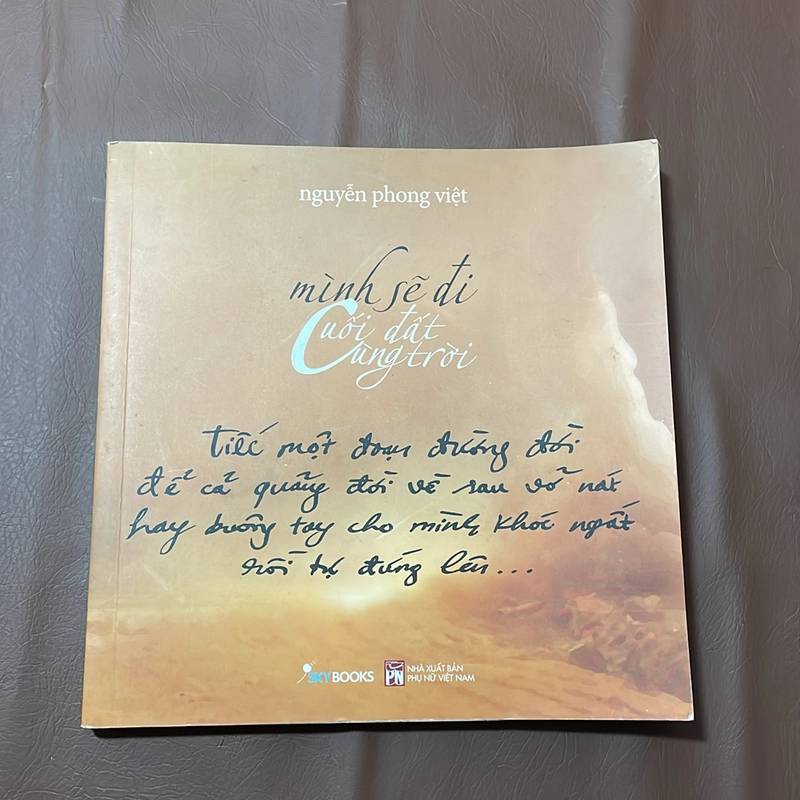 nguyễn phong việt
mình sẽ đi
Cuối đất
Cùng trời
Tiếc một đoạn đường đời
để cả quãng đời về sau vỡ nát
hay buông tay cho mình khóc ngất
rồi tự đứng lên...
SKYBOOKS
PN
NHÀ XUẤT BẢN
PHỤ NỮ VIỆT NAM